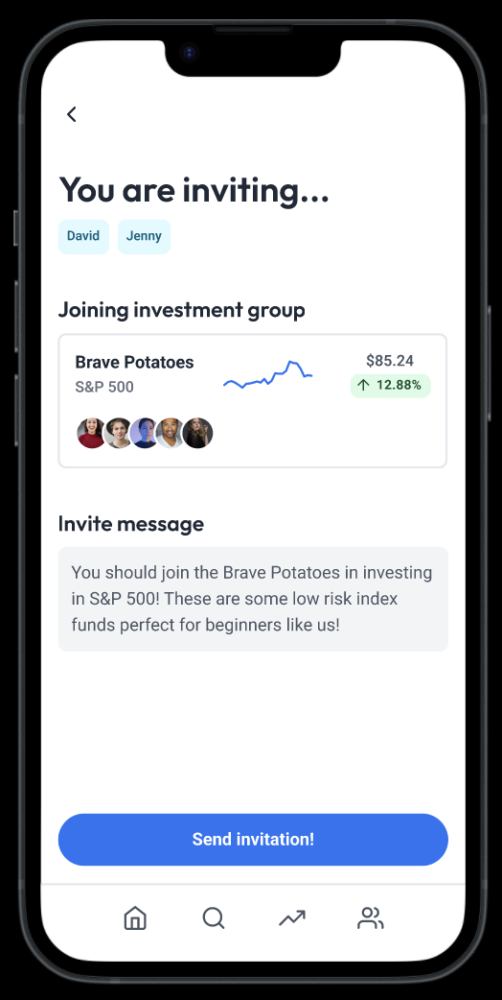 You are inviting...
David Jenny
Joining investment group
Brave Potatoes
S&P 500
$85.24
↑ 12.88%
Invite message
You should join the Brave Potatoes in investing
in S&P 500! These are some low risk index
funds perfect for beginners like us!
Send invitation!